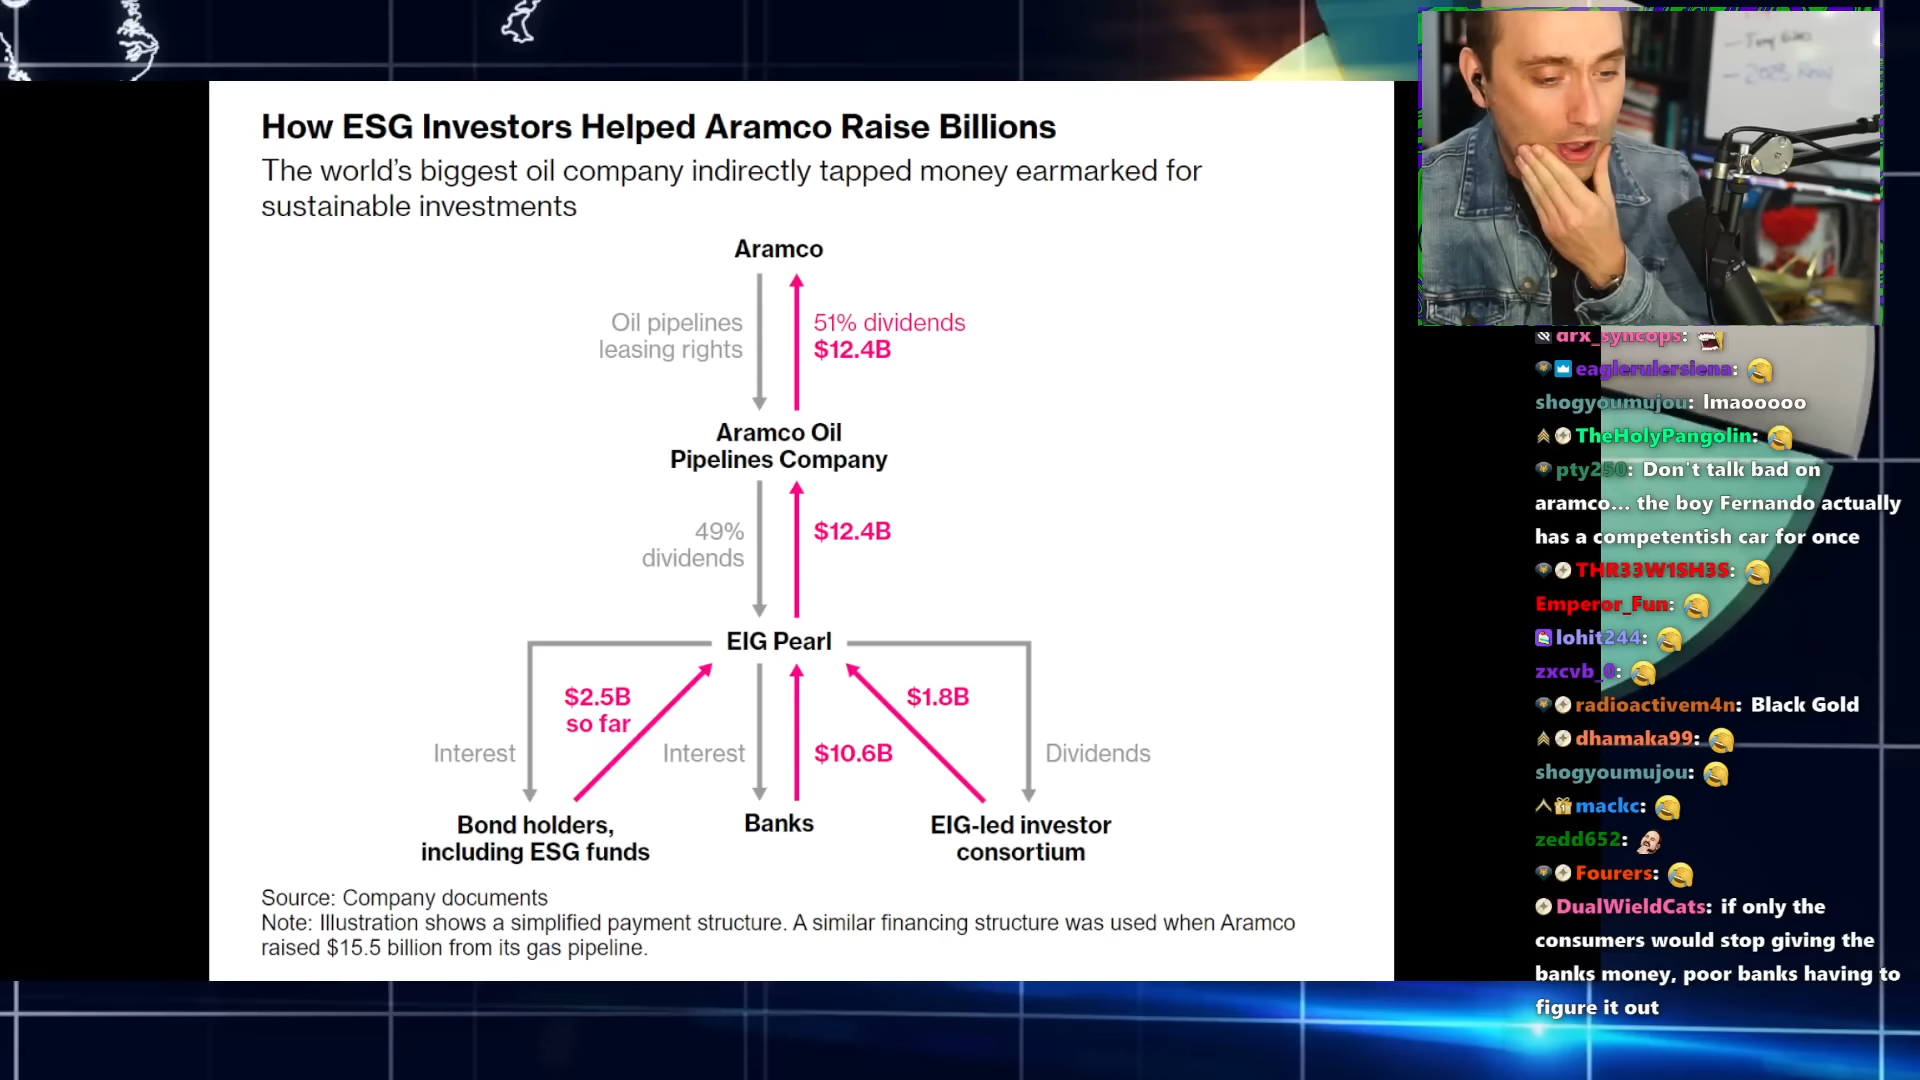 How ESG Investors Helped Aramco Raise Billions
The world's biggest oil company indirectly tapped money earmarked for
sustainable investments
Aramco
Oil pipelines
leasing rights
51% dividends
$12.4B
Aramco Oil
Pipelines Company
49%
dividends
$12.4B
EIG Pearl
$2.5B
so far
$1.8B
Interest
Interest
$10.6B
Dividends
Bond holders,
including ESG funds
Banks
EIG-led investor
consortium
Source: Company documents
Note: Illustration shows a simplified payment structure. A similar financing structure was used when Aramco
raised $15.5 billion from its gas pipeline.
drx_syncops:
eaglerulersiena:
shogyoumujou: lmaooooo
TheHolyPangolin:
pty250: Don't talk bad on
aramco... the boy Fernando actually
has a competentish car for once
THR33W1SH3S:
Emperor_Fun:
lohit244:
zxcvb_0:
radioactivem4n: Black Gold
dhamaka99:
shogyoumujou:
mackc:
zedd652:
Fourers:
DualWieldCats: if only the
consumers would stop giving the
banks money, poor banks having to
figure it out